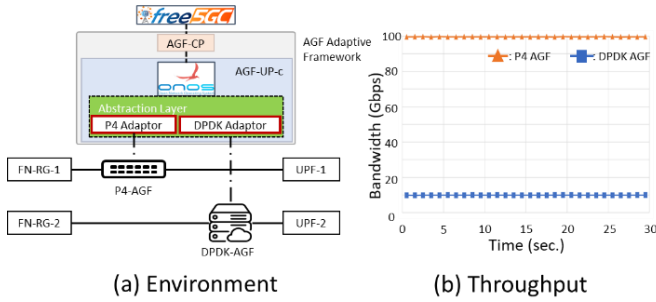 free5GC
AGF-CP
AGF Adaptive
Framework
AGF-UP-c
onos
Abstraction Layer
P4 Adaptor
DPDK Adaptor
FN-RG-1
UPF-1
P4-AGF
FN-RG-2
UPF-2
DPDK-AGF
(a) Environment
: P4 AGF
: DPDK AGF
Bandwidth (Gbps)
100
80
60
40
20
0
0
5
10
15
20
25
30
Time (sec.)
(b) Throughput